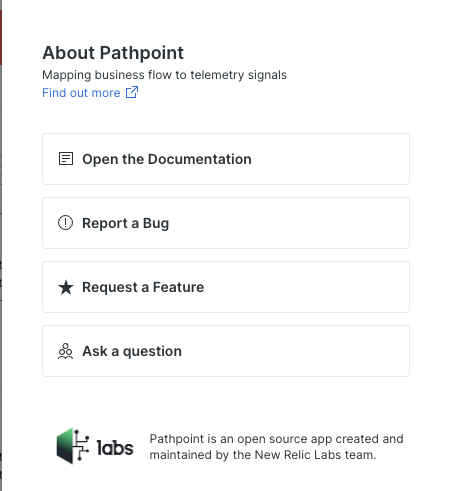 About Pathpoint
Mapping business flow to telemetry signals
Find out more
Open the Documentation
Report a Bug
Request a Feature
Ask a question
labs
Pathpoint is an open source app created and
maintained by the New Relic Labs team.